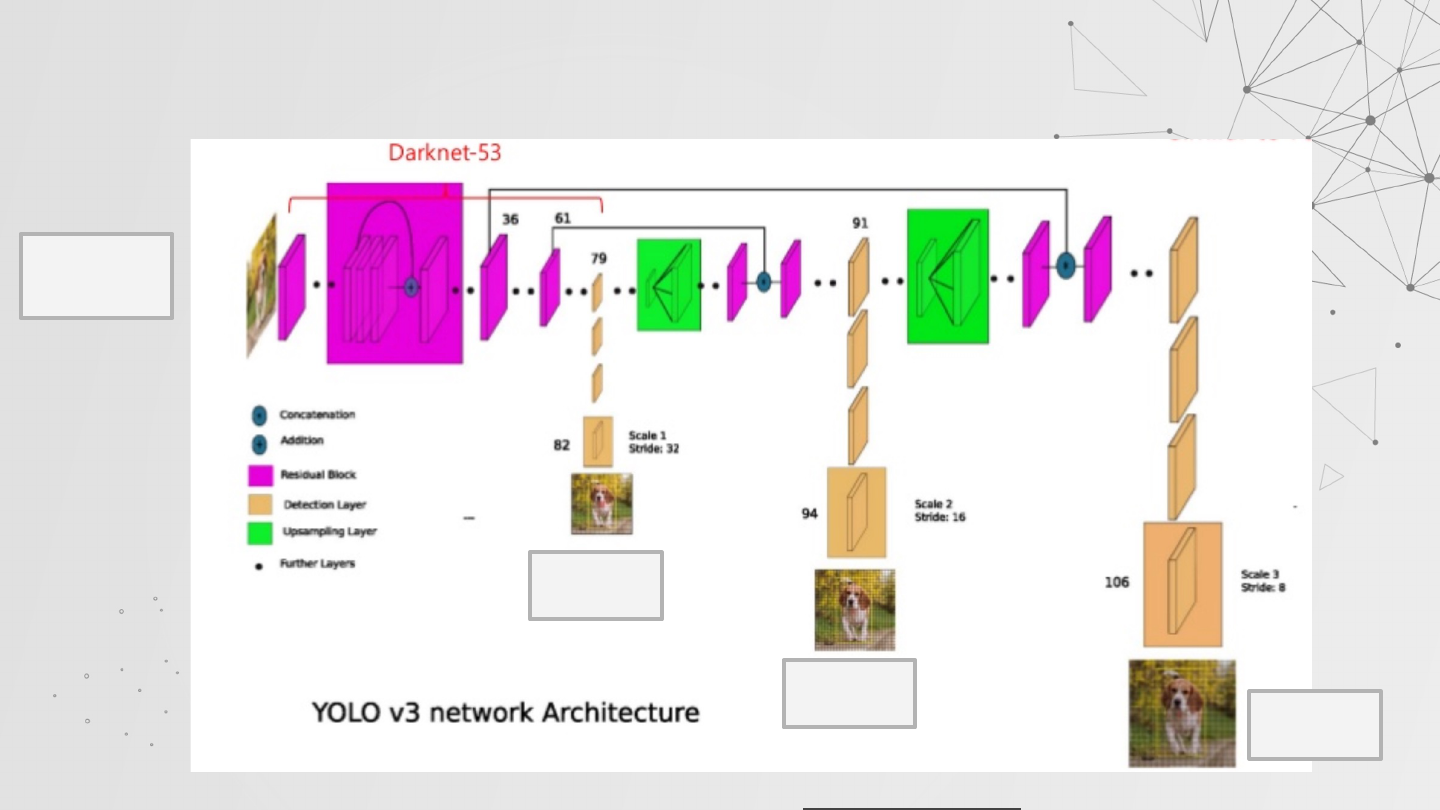 Darknet-53
36
61
91
79
Concatenation
Addition
Residual Block
Detection Layer
Upsampling Layer
Further Layers
82
Scale 1
Stride: 32
94
Scale 2
Stride: 16
106
Scale 3
Stride: 8
YOLO v3 network Architecture